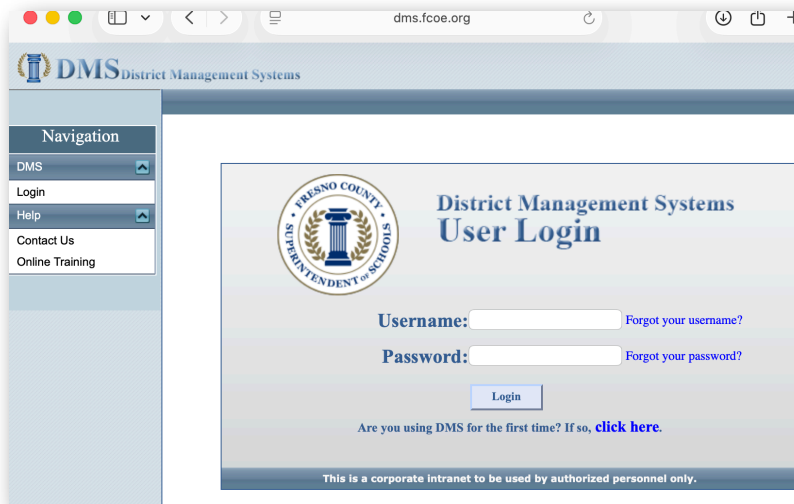 dms.fcoe.org
DMS District Management Systems
Navigation
DMS
Login
Help
Contact Us
Online Training
FRESNO COUNTY
SUPERINTENDENT OF SCHOOLS
District Management Systems
User Login
Username:
Forgot your username?
Password:
Forgot your password?
Login
Are you using DMS for the first time? If so, click here.
This is a corporate intranet to be used by authorized personnel only.